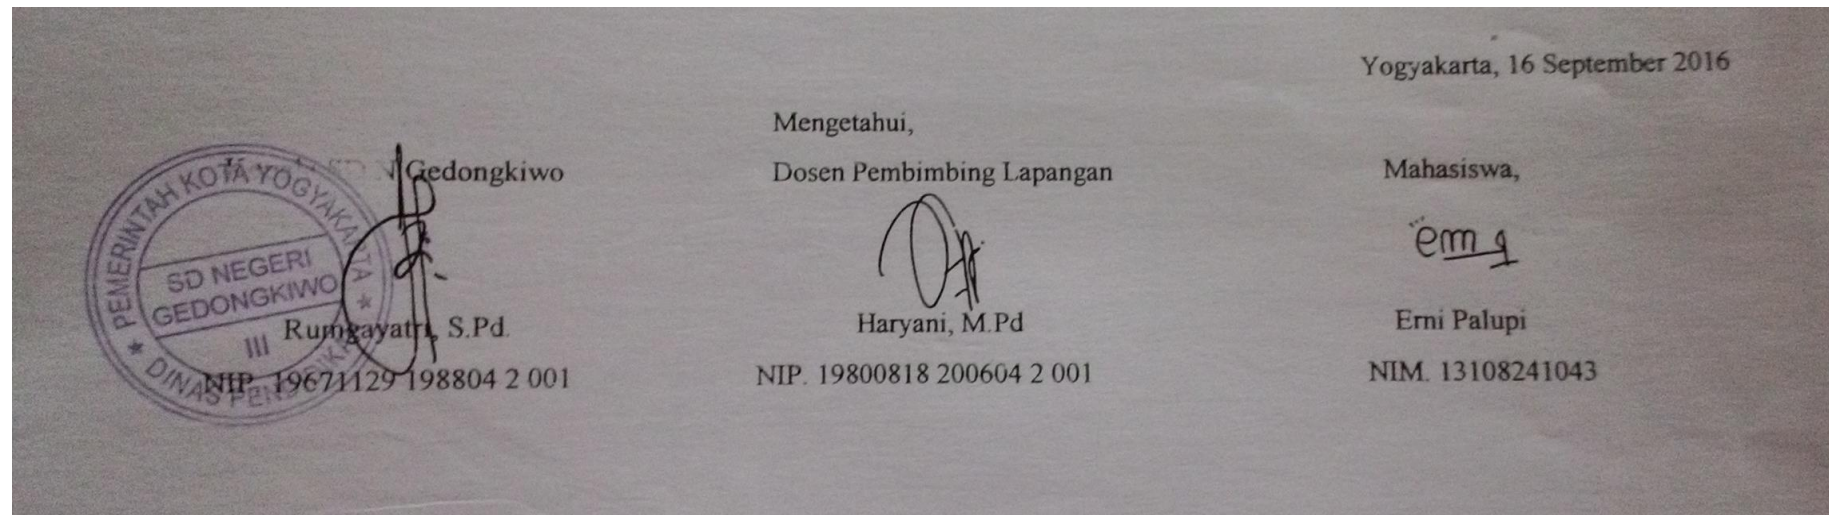 Yogyakarta, 16 September 2016
Mengetahui,
N Gedongkiwo
Dosen Pembimbing Lapangan
Mahasiswa,
PEMERINTAH KOTA YOGYAKARTA
SD NEGERI
GEDONGKIWO
III
DINAS
Rumgayatri, S.Pd.
Haryani, M.Pd
Erni Palupi
NIP. 19671129 198804 2 001
NIP. 19800818 200604 2 001
NIM. 13108241043